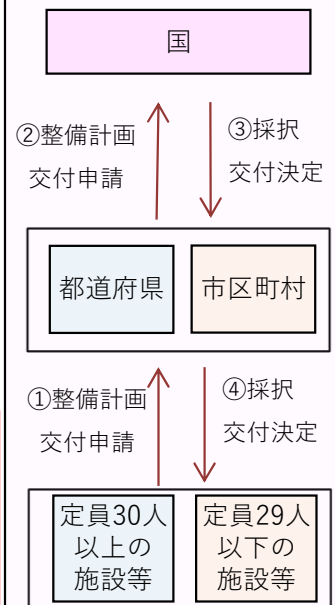 国
②整備計画
交付申請
③採択
交付決定
都道府県
市区町村
①整備計画
交付申請
④採択
交付決定
定員30人
以上の
施設等
定員29人
以下の
施設等